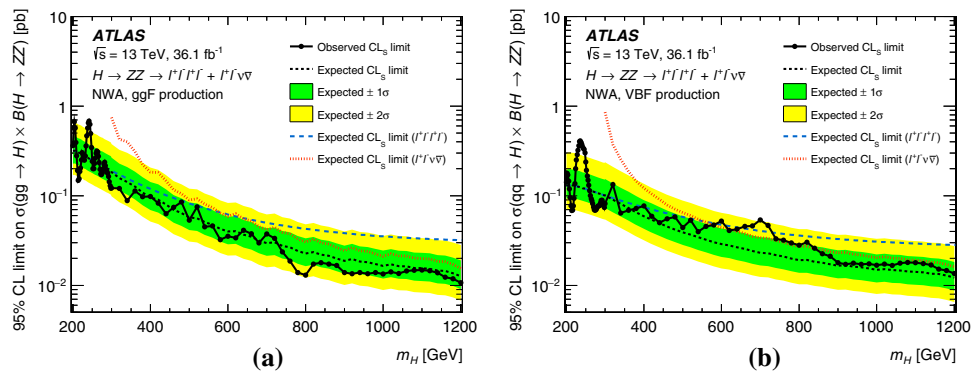 95% CL limit on σ(gg → H) × B(H → ZZ) [pb]
ATLAS
√s = 13 TeV, 36.1 fb⁻¹
H → ZZ → l⁺l⁻l⁺l⁻ + l⁺l⁻νν̄
NWA, ggF production
Observed CLₛ limit
Expected CLₛ limit
Expected ± 1σ
Expected ± 2σ
Expected CLₛ limit (l⁺l⁻l⁺l⁻)
Expected CLₛ limit (l⁺l⁻νν̄)
10
1
10⁻¹
10⁻²
200 400 600 800 1000 1200
m_H [GeV]
(a)
95% CL limit on σ(qq → H) × B(H → ZZ) [pb]
ATLAS
√s = 13 TeV, 36.1 fb⁻¹
H → ZZ → l⁺l⁻l⁺l⁻ + l⁺l⁻νν̄
NWA, VBF production
Observed CLₛ limit
Expected CLₛ limit
Expected ± 1σ
Expected ± 2σ
Expected CLₛ limit (l⁺l⁻l⁺l⁻)
Expected CLₛ limit (l⁺l⁻νν̄)
10
1
10⁻¹
10⁻²
200 400 600 800 1000 1200
m_H [GeV]
(b)